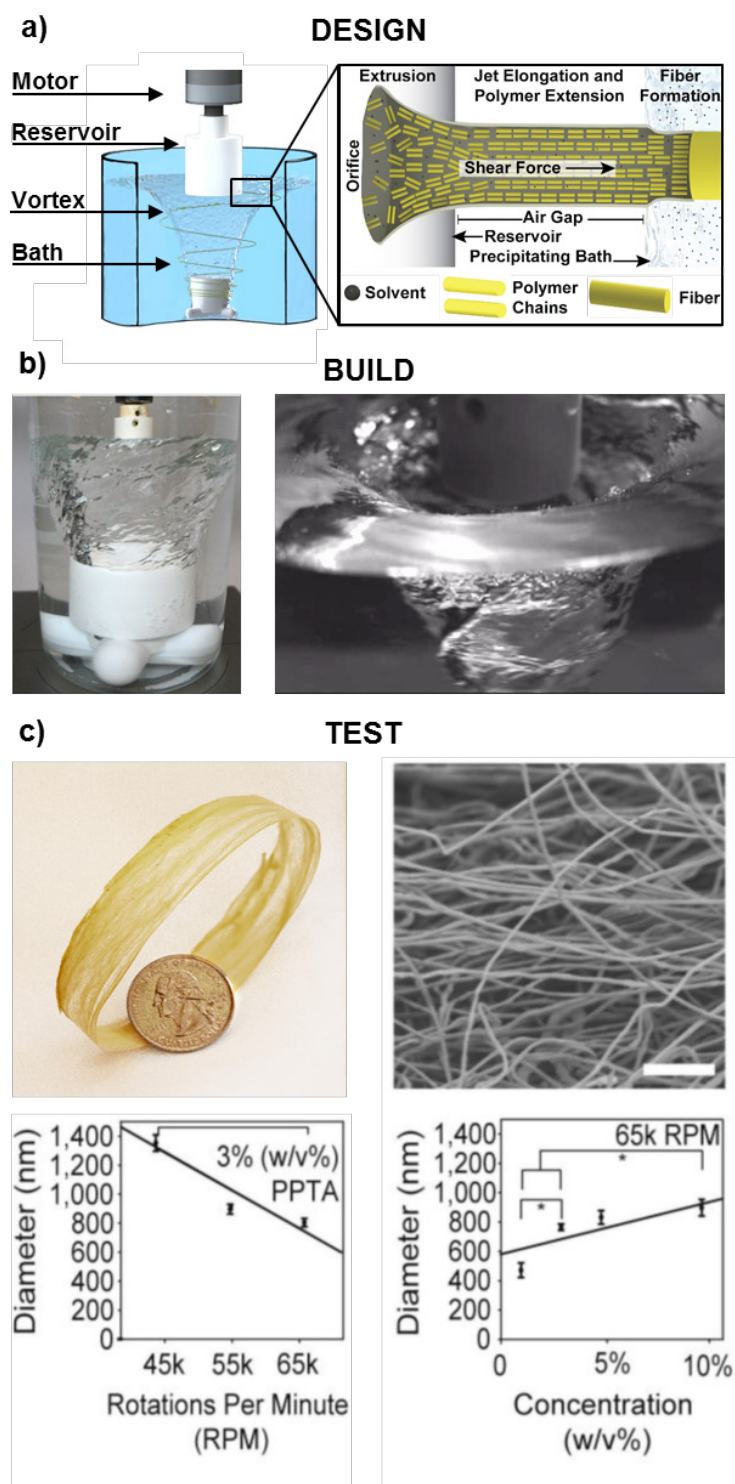 a)
DESIGN
Motor
Reservoir
Vortex
Bath
Extrusion
Jet Elongation and
Polymer Extension
Fiber
Formation
Orifice
Shear Force
Air Gap
Reservoir
Precipitating Bath
Solvent
Polymer
Chains
Fiber
b)
BUILD
c)
TEST
1,400
1,200
1,000
800
600
400
200
0
Diameter (nm)
3% (w/v%)
PPTA
45k
55k
65k
Rotations Per Minute
(RPM)
1,400
1,200
1,000
800
600
400
200
0
Diameter (nm)
65k RPM
*
*
0
5%
10%
Concentration
(w/v%)